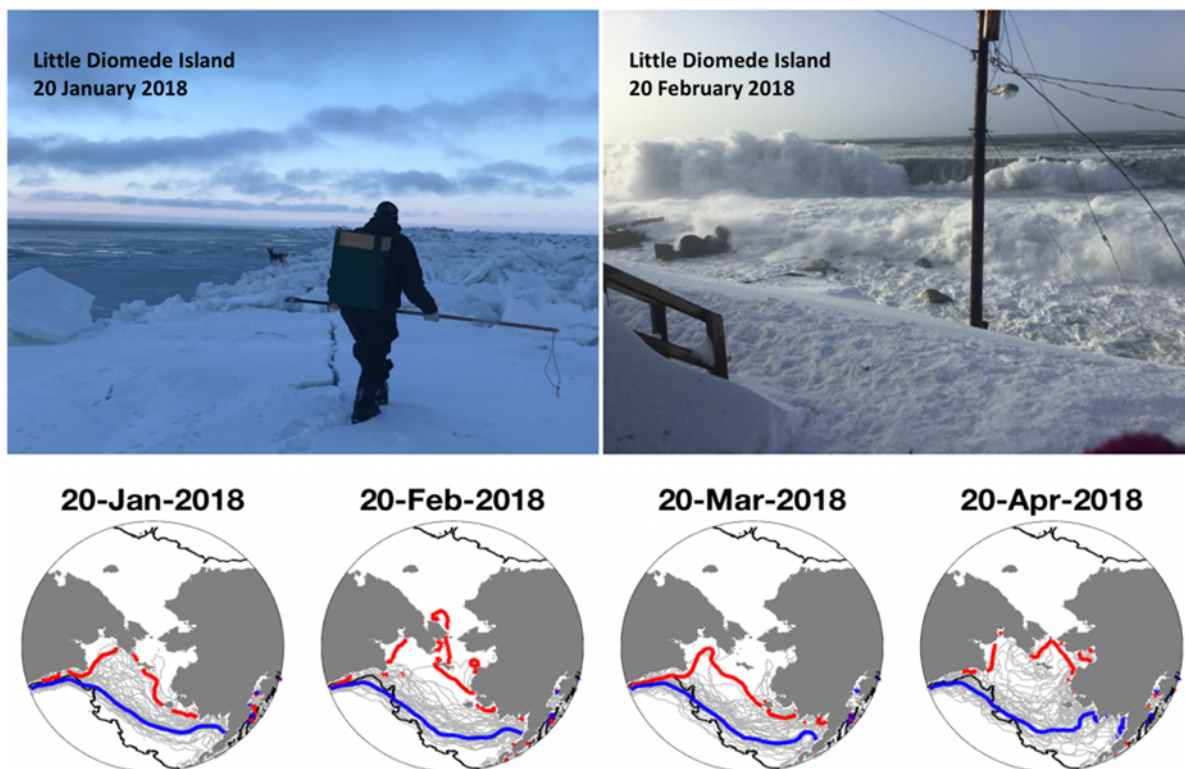 Little Diomede Island
20 January 2018
Little Diomede Island
20 February 2018
20-Jan-2018
20-Feb-2018
20-Mar-2018
20-Apr-2018